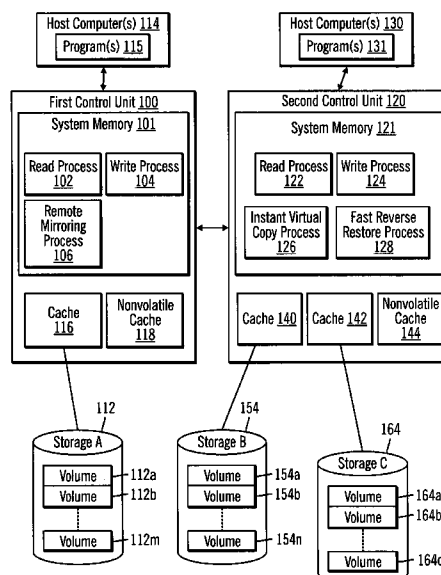 Host Computer(s) 114
Program(s)
115
Host Computer(s) 130
Program(s)
131
First Control Unit 100
System Memory
101
Read Process
102
Write Process
104
Remote
Mirroring
Process
106
Cache
116
Nonvolatile
Cache
118
Second Control Unit 120
System Memory 121
Read Process
122
Write Process
124
Instant Virtual
Copy Process
126
Fast Reverse
Restore Process
128
Cache 140
Cache 142
Nonvolatile
Cache
144
112
Storage A
Volume 112a
Volume 112b
Volume 112m
154
Storage B
Volume 154a
Volume 154b
Volume 154n
164
Storage C
Volume 164a
Volume 164b
Volume